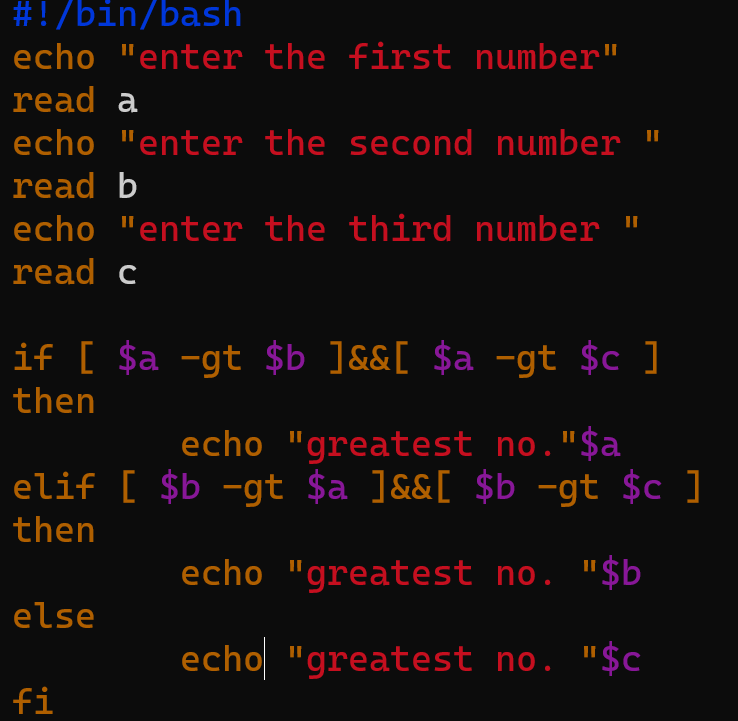 #!/bin/bash
echo "enter the first number"
read a
echo "enter the second number "
read b
echo "enter the third number "
read c

if [ $a -gt $b ]&&[ $a -gt $c ]
then
        echo "greatest no."$a
elif [ $b -gt $a ]&&[ $b -gt $c ]
then
        echo "greatest no. "$b
else
        echo "greatest no. "$c
fi